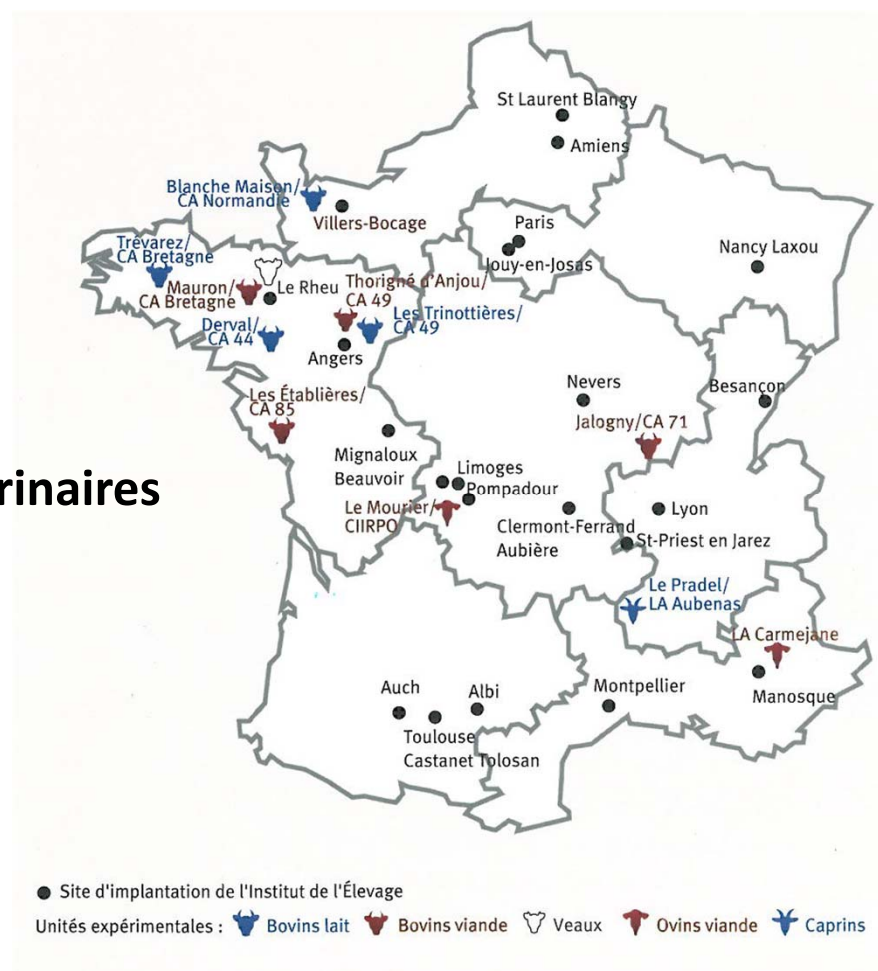 St Laurent Blangy
Amiens
Blanche Maison/
CA Normandie
Villers-Bocage
Paris
Jouy-en-Josas
Nancy Laxou
Trévarez/
CA Bretagne
Mauron/
CA Bretagne
Le Rheu
Thorigné d'Anjou/
CA 49
Les Trinottières/
CA 49
Derval/
CA 44
Angers
Nevers
Besançon
Les Établières/
CA 85
Jalogny/CA 71
Mignaloux
Beauvoir
Limoges
Pompadour
rinaires
Le Mourier/
CIIRPO
Clermont-Ferrand
Aubière
Lyon
St-Priest en Jarez
Le Pradel/
LA Aubenas
LA Carmejane
Manosque
Auch
Albi
Montpellier
Toulouse
Castanet Tolosan
Site d'implantation de l'Institut de l'Élevage
Unités expérimentales : Bovins lait Bovins viande Veaux Ovins viande Caprins